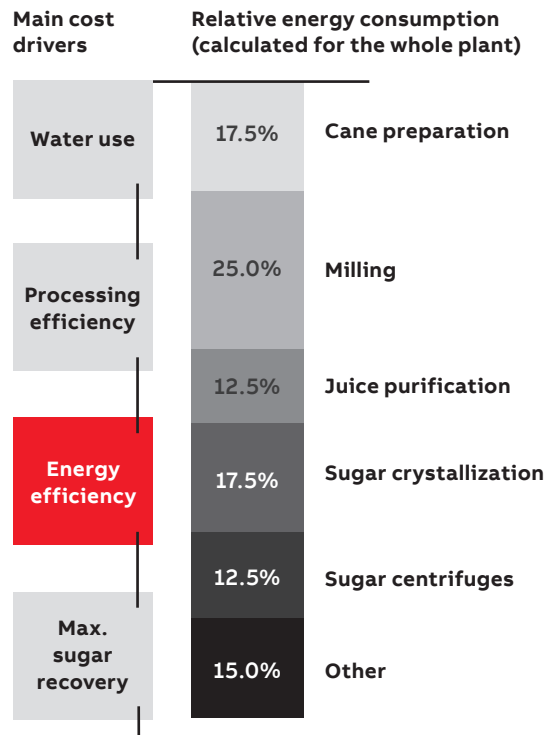 Main cost
drivers
Relative energy consumption
(calculated for the whole plant)
Water use
Processing
efficiency
Energy
efficiency
Max.
sugar
recovery
17.5%
Cane preparation
25.0%
Milling
12.5%
Juice purification
17.5%
Sugar crystallization
12.5%
Sugar centrifuges
15.0%
Other